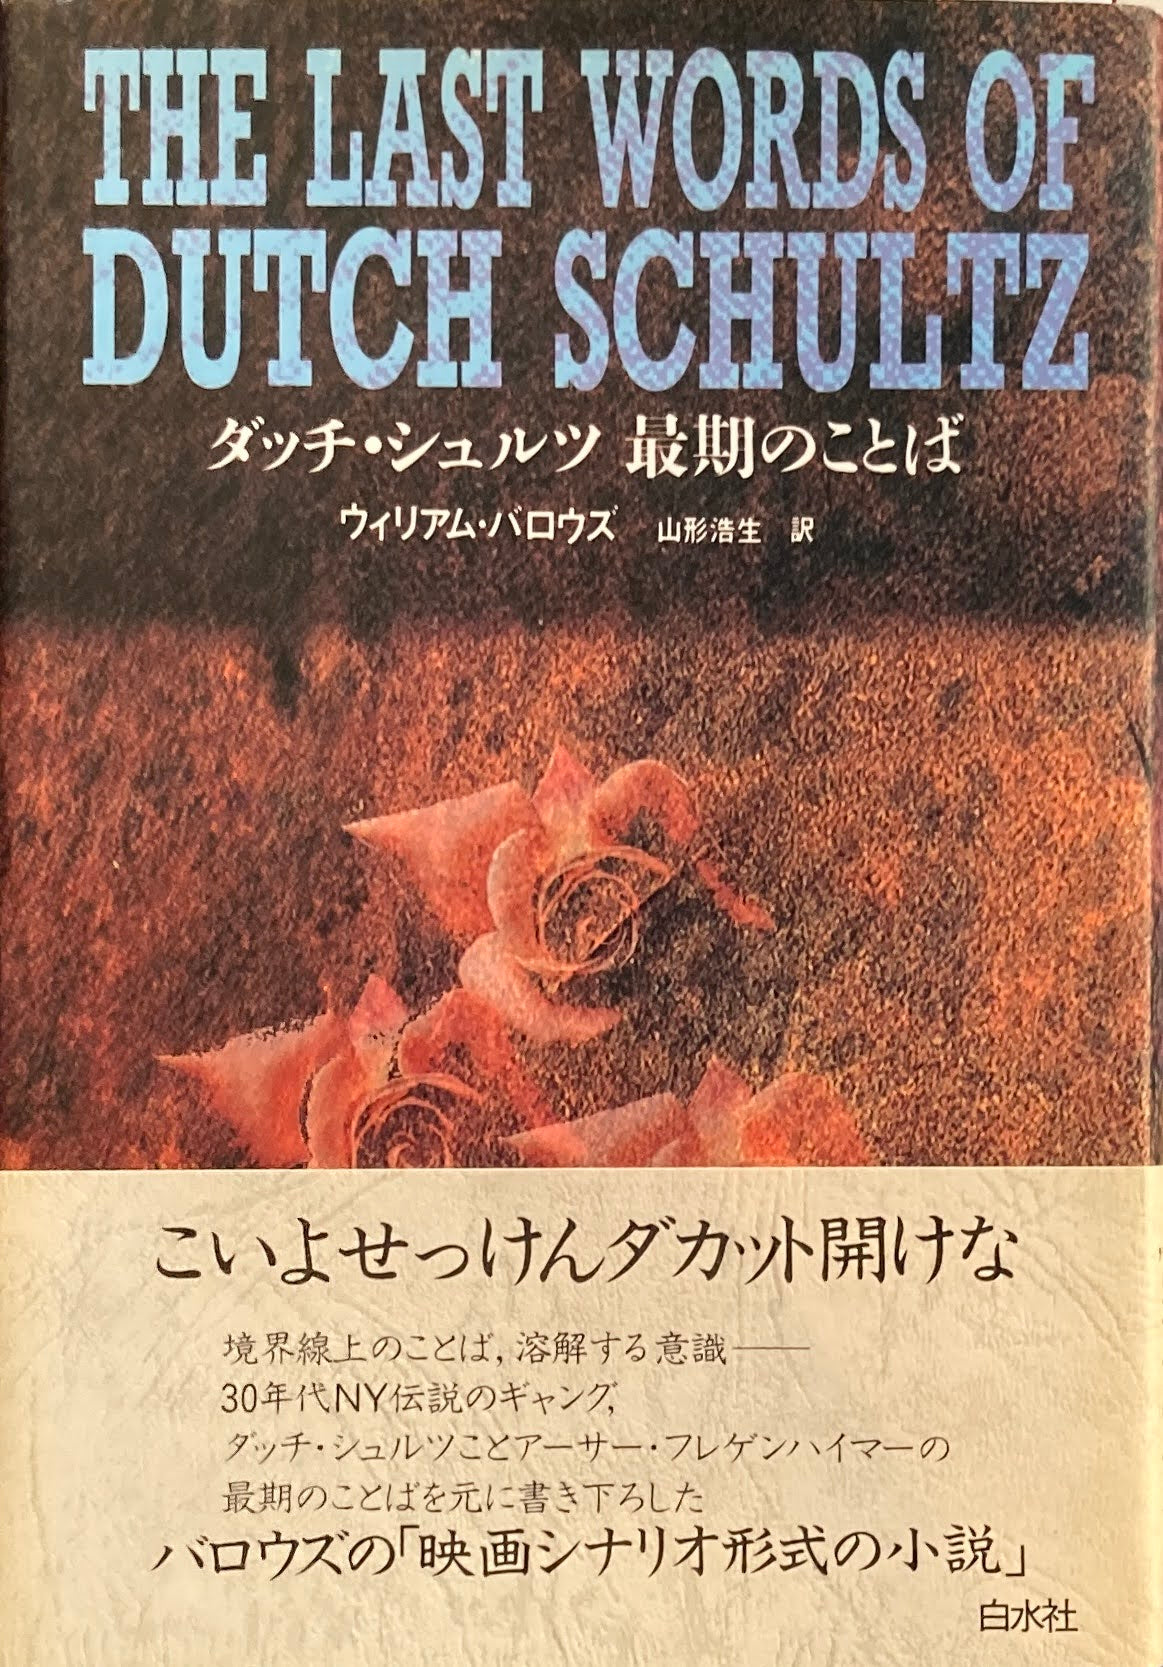 THE LAST WORDS OF
DUTCH SCHULTZ
ダッチ・シュルツ 最期のことば
ウィリアム・バロウズ 山形浩生 訳
こいよせっけんダカット開けな
境界線上のことば，溶解する意識――
30年代NY伝説のギャング，
ダッチ・シュルツことアーサー・フレゲンハイマーの
最期のことばを元に書き下ろした
バロウズの「映画シナリオ形式の小説」
白水社